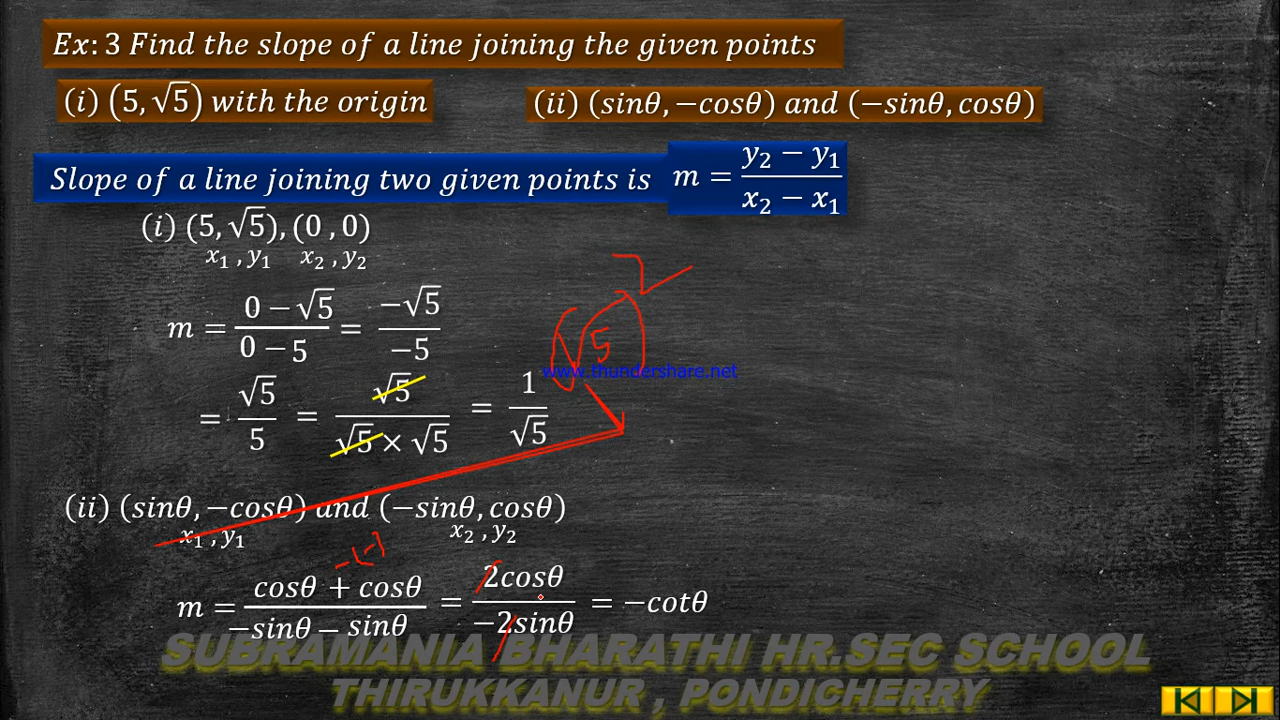 Ex: 3 Find the slope of a line joining the given points
(i) (5, √5) with the origin (ii) (sinθ, −cosθ) and (−sinθ, cosθ)
Slope of a line joining two given points is m = (y₂ − y₁)/(x₂ − x₁)
(i) (5, √5), (0 , 0)
x₁ , y₁ x₂ , y₂
m = (0 − √5)/(0 − 5) = (−√5)/(−5)
√5
www.thundershare.net
= √5/5 = √5/(√5 × √5) = 1/√5
(ii) (sinθ, −cosθ) and (−sinθ, cosθ)
x₁ , y₁ x₂ , y₂
−(−)
m = (cosθ + cosθ)/(−sinθ − sinθ) = 2cosθ/(−2sinθ) = −cotθ
SUBRAMANIA BHARATHI HR.SEC SCHOOL
THIRUKKANUR , PONDICHERRY